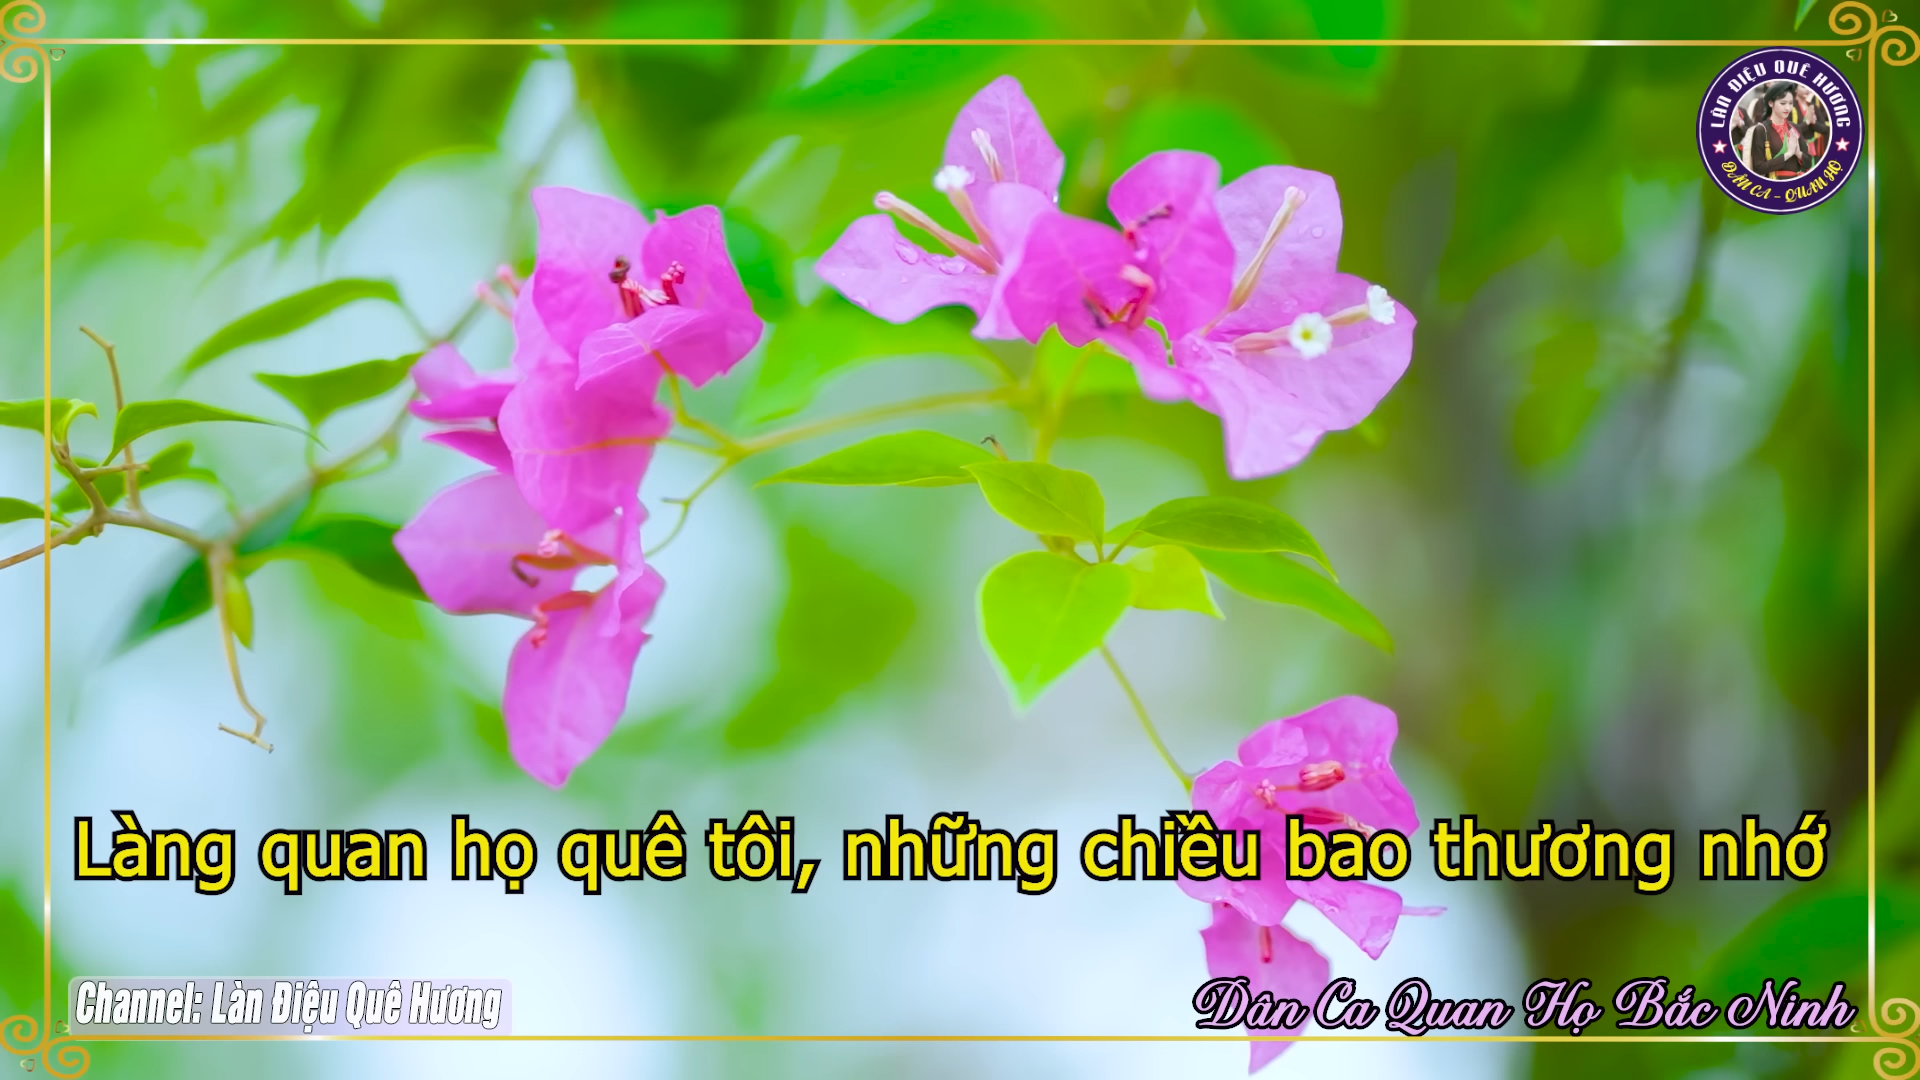 LÀN ĐIỆU QUÊ HƯƠNG
DÂN CA - QUAN HỌ
Làng quan họ quê tôi, những chiều bao thương nhớ
Channel: Làn Điệu Quê Hương
Dân Ca Quan Họ Bắc Ninh